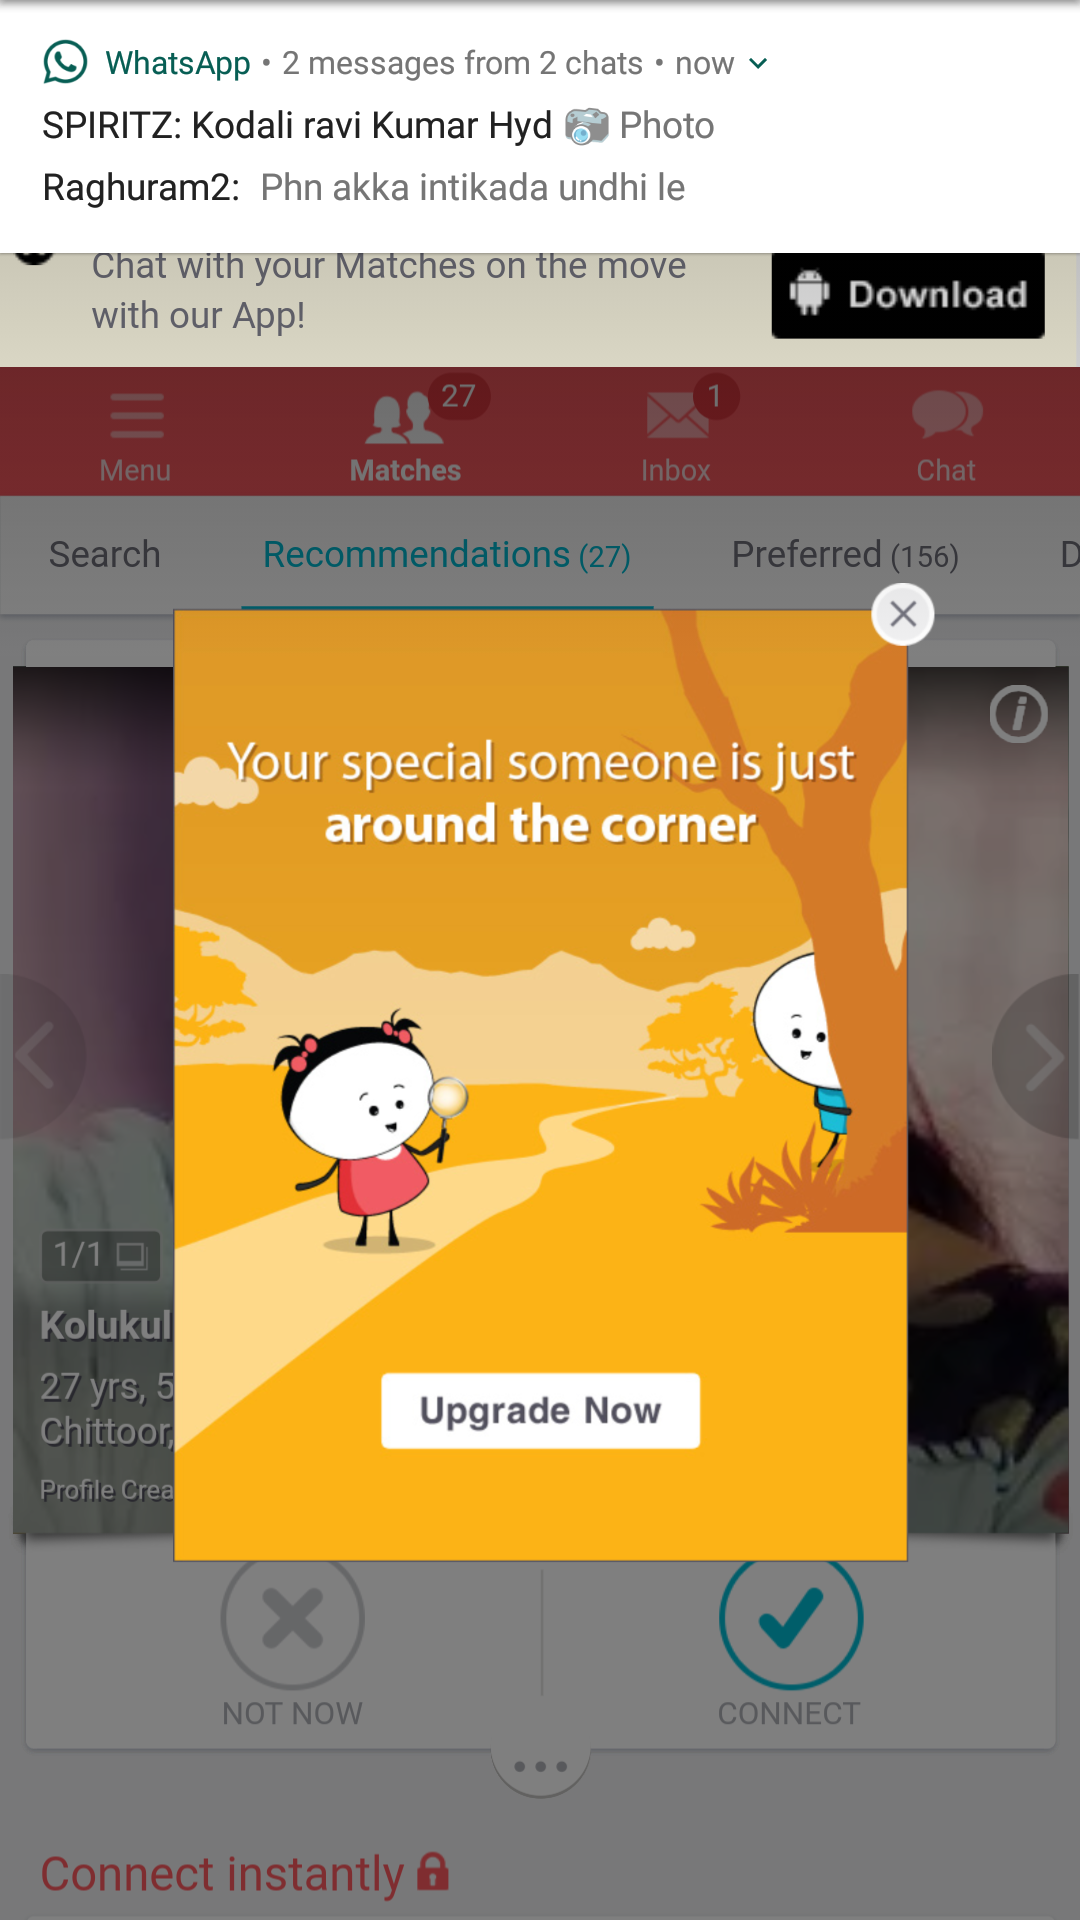 WhatsApp • 2 messages from 2 chats • now
SPIRITZ: Kodali ravi Kumar Hyd 📷 Photo
Raghuram2: Phn akka intikada undhi le
Chat with your Matches on the move
with our App!
Download
27
1
Menu
Matches
Inbox
Chat
Search
Recommendations (27)
Preferred (156)
D
Your special someone is just
around the corner
1/1
Kolukul
27 yrs, 5
Chittoor,
Profile Crea
Upgrade Now
NOT NOW
CONNECT
Connect instantly